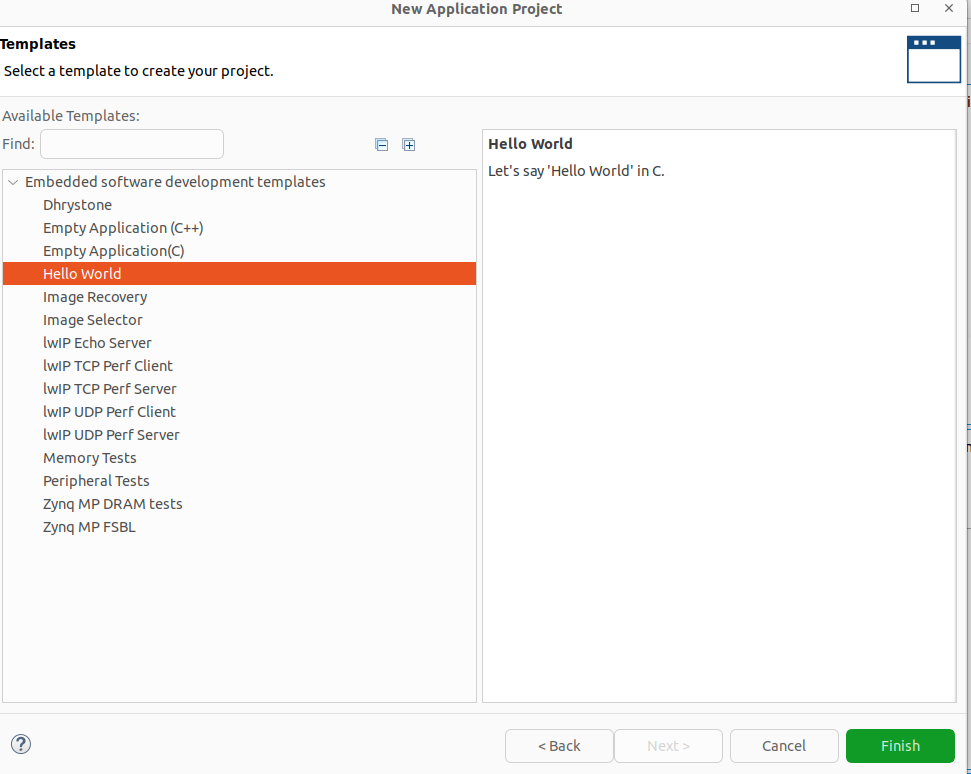 New Application Project
Templates
Select a template to create your project.
Available Templates:
Find:
Embedded software development templates
Dhrystone
Empty Application (C++)
Empty Application(C)
Hello World
Image Recovery
Image Selector
lwIP Echo Server
lwIP TCP Perf Client
lwIP TCP Perf Server
lwIP UDP Perf Client
lwIP UDP Perf Server
Memory Tests
Peripheral Tests
Zynq MP DRAM tests
Zynq MP FSBL
Hello World
Let's say 'Hello World' in C.
< Back
Next >
Cancel
Finish